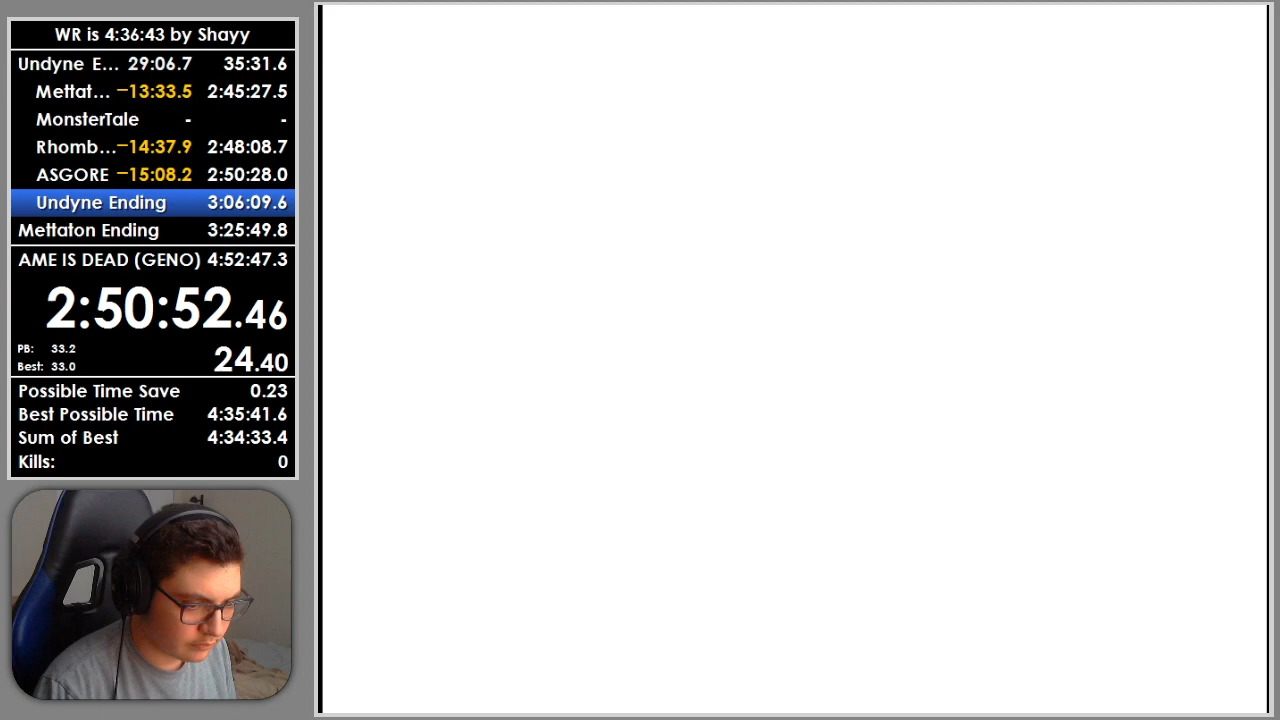 WR is 4:36:43 by Shayy
Undyne E... 29:06.7 35:31.6
Mettat... −13:33.5 2:45:27.5
MonsterTale - -
Rhomb... −14:37.9 2:48:08.7
ASGORE −15:08.2 2:50:28.0
Undyne Ending 3:06:09.6
Mettaton Ending 3:25:49.8
AME IS DEAD (GENO) 4:52:47.3
2:50:52.46
PB: 33.2
Best: 33.0
24.40
Possible Time Save 0.23
Best Possible Time 4:35:41.6
Sum of Best 4:34:33.4
Kills: 0